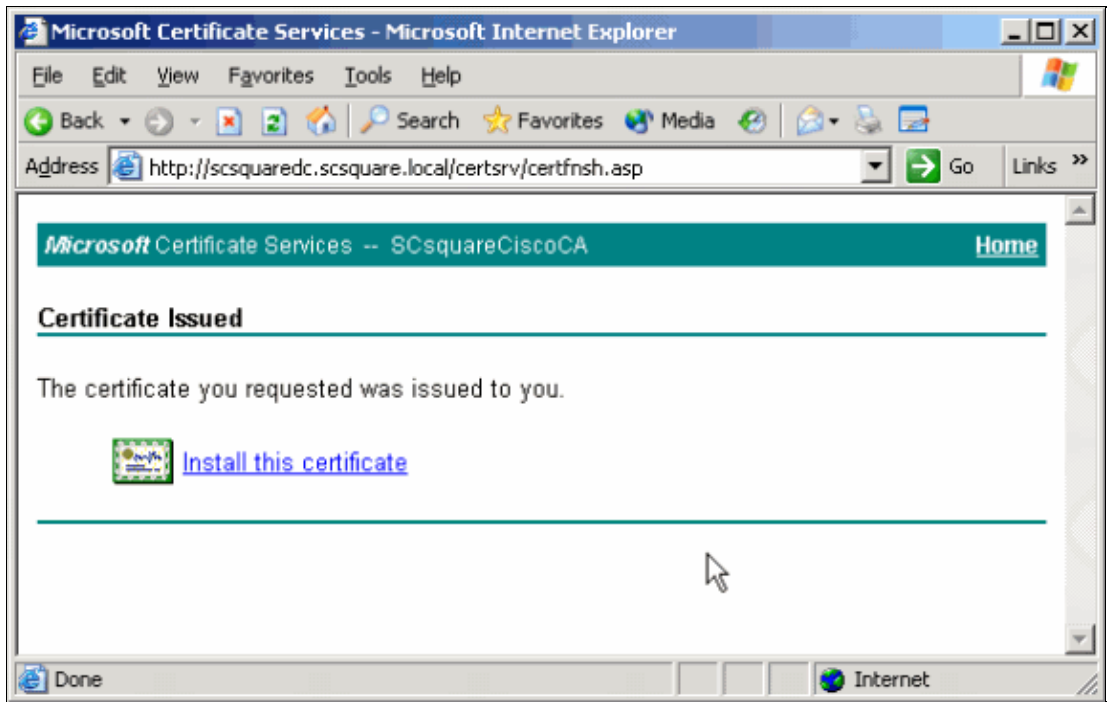 Microsoft Certificate Services - Microsoft Internet Explorer
File Edit View Favorites Tools Help
Back Search Favorites Media
Address http://scsquaredc.scsquare.local/certsrv/certfnsh.asp Go Links »
Microsoft Certificate Services -- SCsquareCiscoCA Home
Certificate Issued
The certificate you requested was issued to you.
Install this certificate
Done Internet